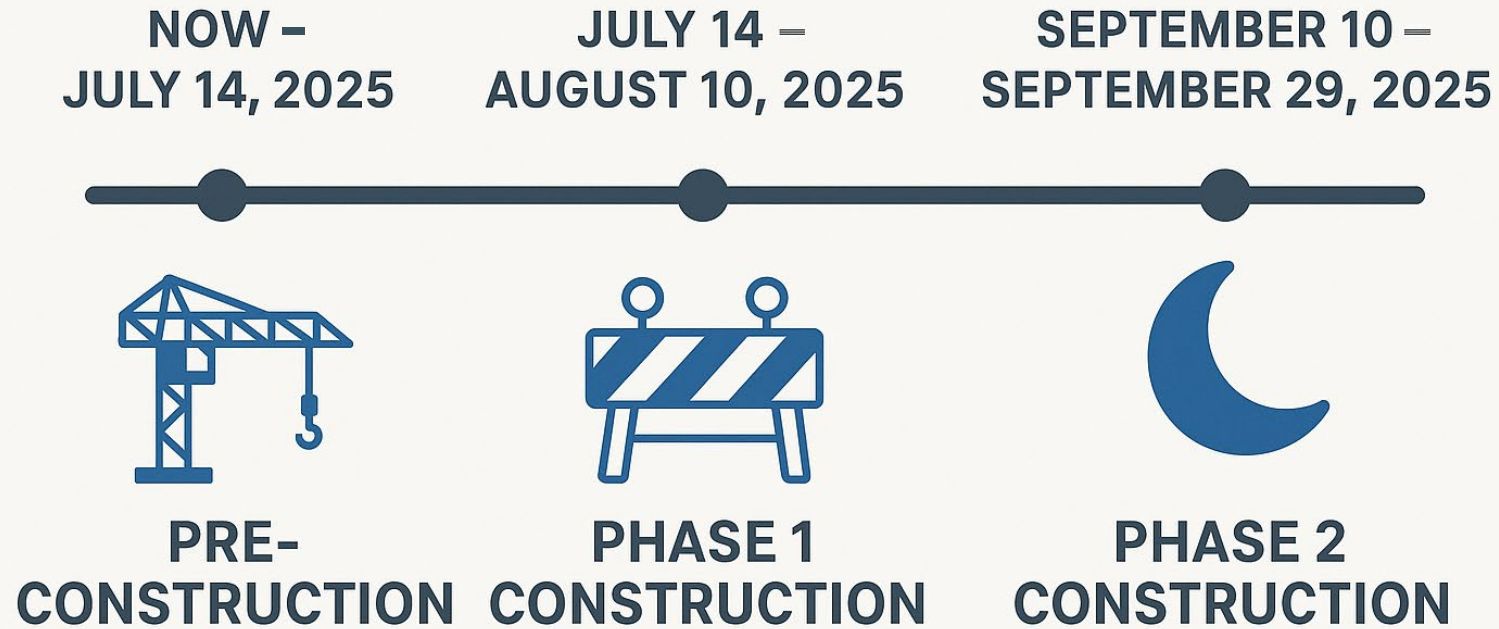 NOW –
JULY 14, 2025
JULY 14 –
AUGUST 10, 2025
SEPTEMBER 10 –
SEPTEMBER 29, 2025
PRE-
CONSTRUCTION
PHASE 1
CONSTRUCTION
PHASE 2
CONSTRUCTION